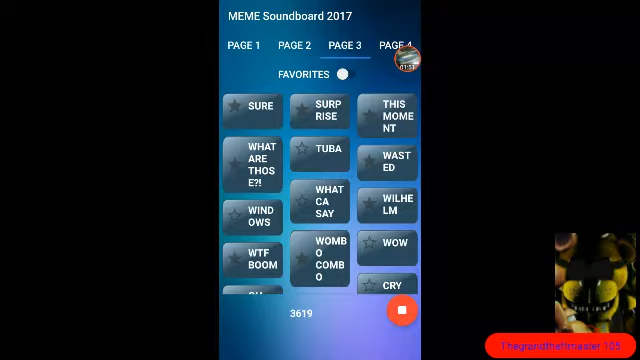 MEME Soundboard 2017
PAGE 1 PAGE 2 PAGE 3 PAGE 4
01:51
FAVORITES
SURE
SURP
RISE
THIS
MOME
NT
WHAT
ARE
THOS
E?!
TUBA
WAST
ED
WIND
OWS
WHAT
CA
SAY
WILHE
LM
WTF
BOOM
WOMB
O
COMB
O
WOW
CRY
3619
Thegrandtheftmaster 105